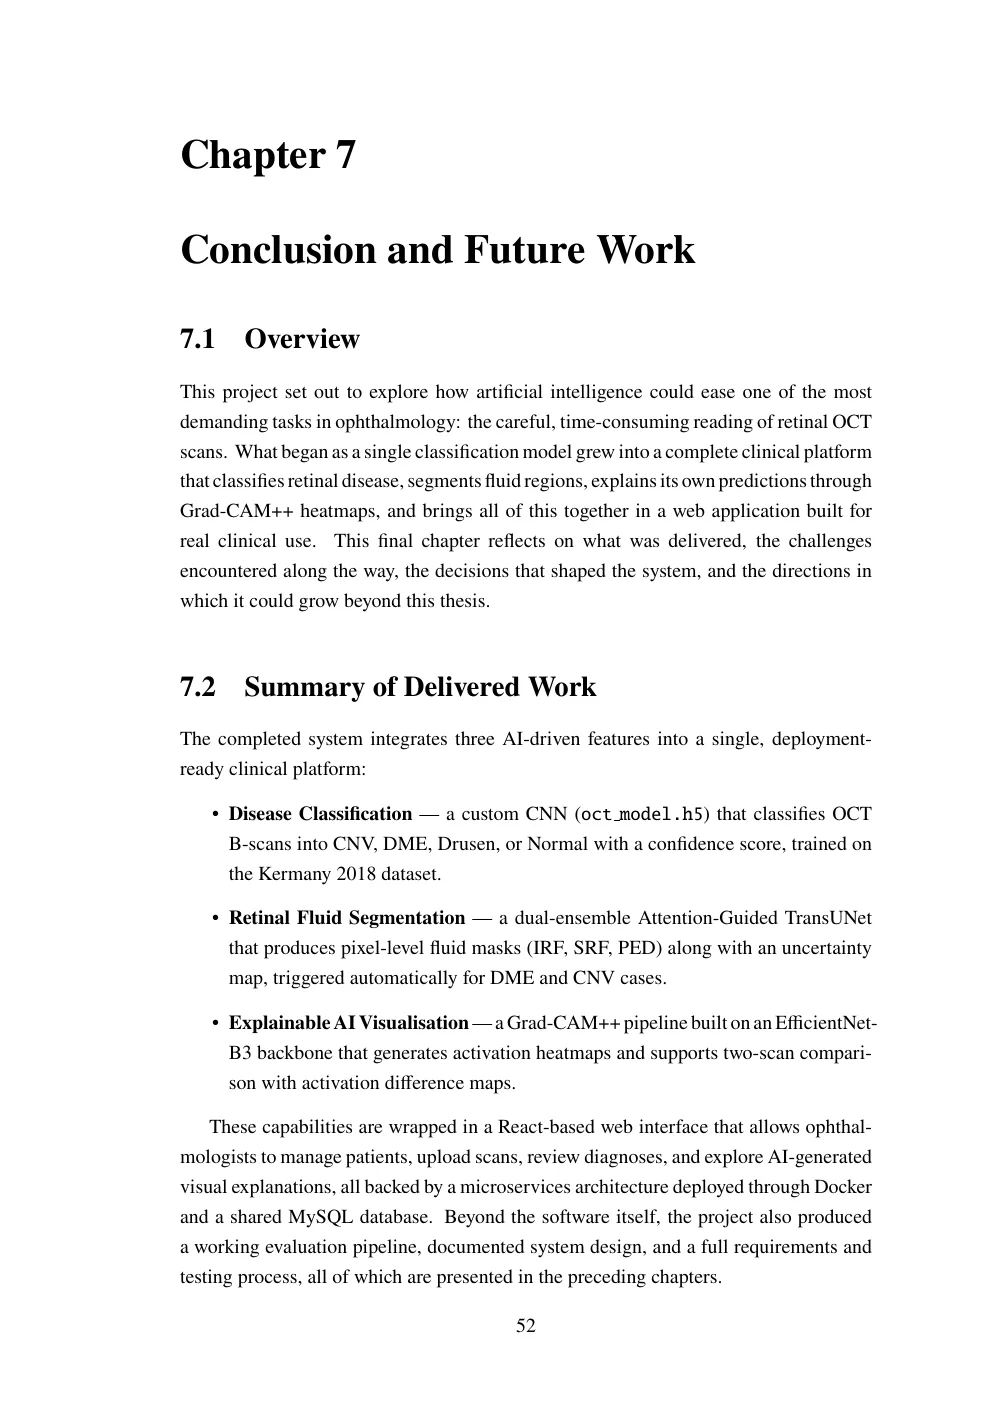 Chapter 7
Conclusion and Future Work
7.1 Overview
This project set out to explore how artificial intelligence could ease one of the most
demanding tasks in ophthalmology: the careful, time-consuming reading of retinal OCT
scans. What began as a single classification model grew into a complete clinical platform
that classifies retinal disease, segments fluid regions, explains its own predictions through
Grad-CAM++ heatmaps, and brings all of this together in a web application built for
real clinical use. This final chapter reflects on what was delivered, the challenges
encountered along the way, the decisions that shaped the system, and the directions in
which it could grow beyond this thesis.
7.2 Summary of Delivered Work
The completed system integrates three AI-driven features into a single, deployment-
ready clinical platform:
• Disease Classification — a custom CNN (oct_model.h5) that classifies OCT
B-scans into CNV, DME, Drusen, or Normal with a confidence score, trained on
the Kermany 2018 dataset.
• Retinal Fluid Segmentation — a dual-ensemble Attention-Guided TransUNet
that produces pixel-level fluid masks (IRF, SRF, PED) along with an uncertainty
map, triggered automatically for DME and CNV cases.
• Explainable AI Visualisation — a Grad-CAM++ pipeline built on an EfficientNet-
B3 backbone that generates activation heatmaps and supports two-scan compari-
son with activation difference maps.
These capabilities are wrapped in a React-based web interface that allows ophthal-
mologists to manage patients, upload scans, review diagnoses, and explore AI-generated
visual explanations, all backed by a microservices architecture deployed through Docker
and a shared MySQL database. Beyond the software itself, the project also produced
a working evaluation pipeline, documented system design, and a full requirements and
testing process, all of which are presented in the preceding chapters.
52